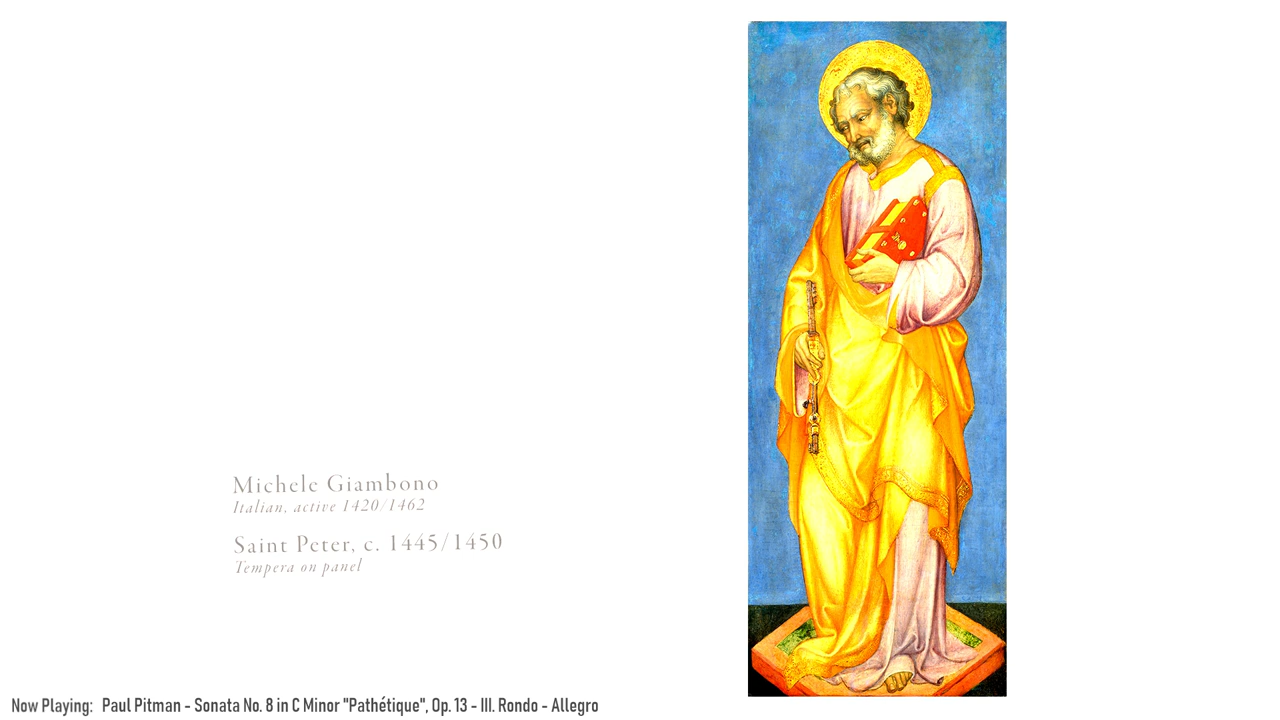 Michele Giambono
Italian, active 1420/1462
Saint Peter, c. 1445/1450
Tempera on panel
Now Playing: Paul Pitman - Sonata No. 8 in C Minor "Pathétique", Op. 13 - III. Rondo - Allegro